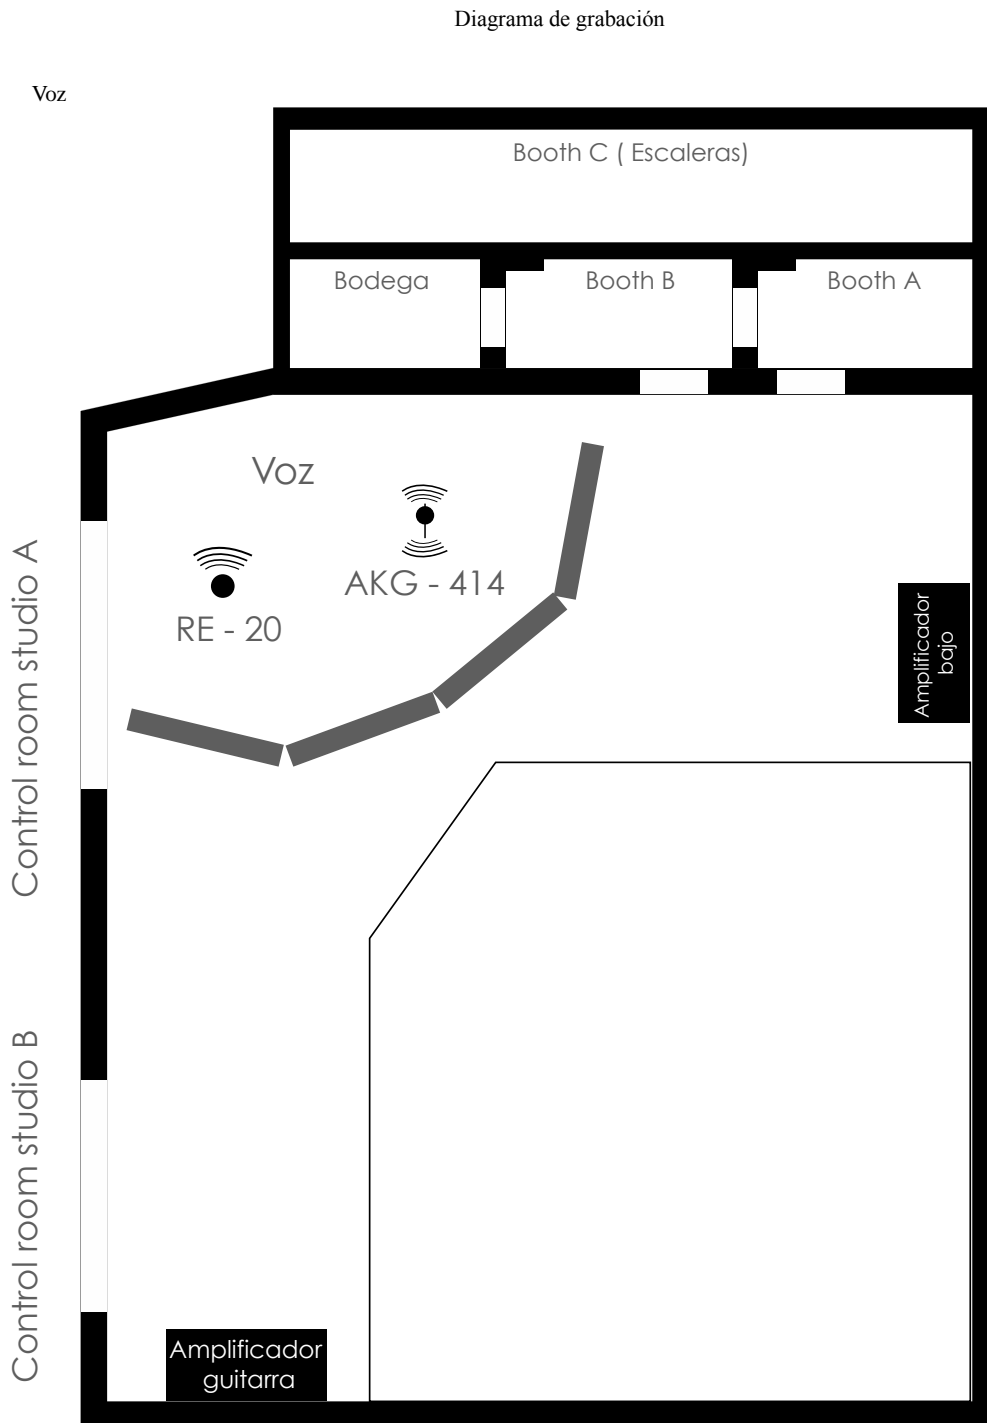 Diagrama de grabación
Voz
Booth C ( Escaleras)
Bodega
Booth B
Booth A
Voz
AKG - 414
RE - 20
Control room studio A
Amplificador
bajo
Control room studio B
Amplificador
guitarra